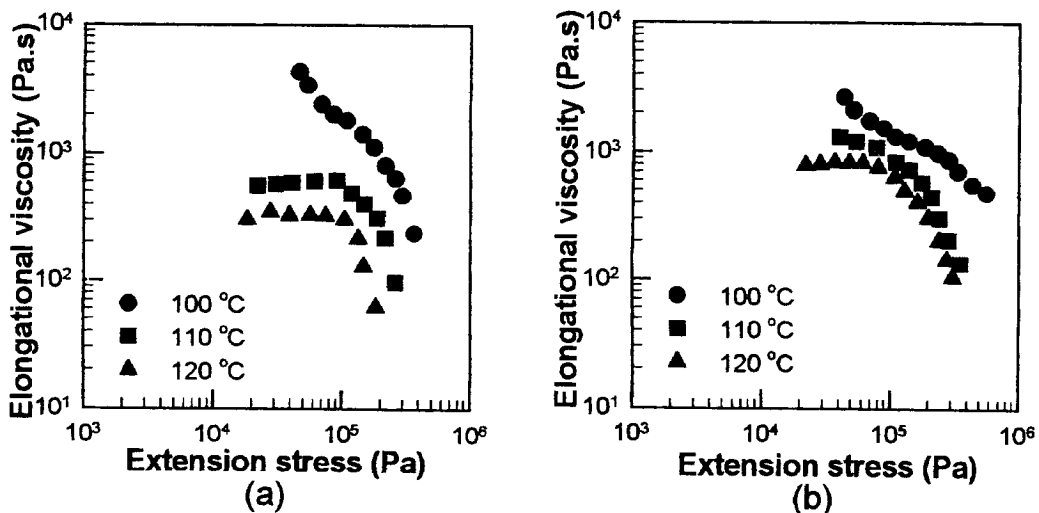 Elongational viscosity (Pa.s)
10⁴
10³
10²
10¹
100 °C
110 °C
120 °C
10³ 10⁴ 10⁵ 10⁶
Extension stress (Pa)
(a)
Elongational viscosity (Pa.s)
10⁴
10³
10²
10¹
100 °C
110 °C
120 °C
10³ 10⁴ 10⁵ 10⁶
Extension stress (Pa)
(b)